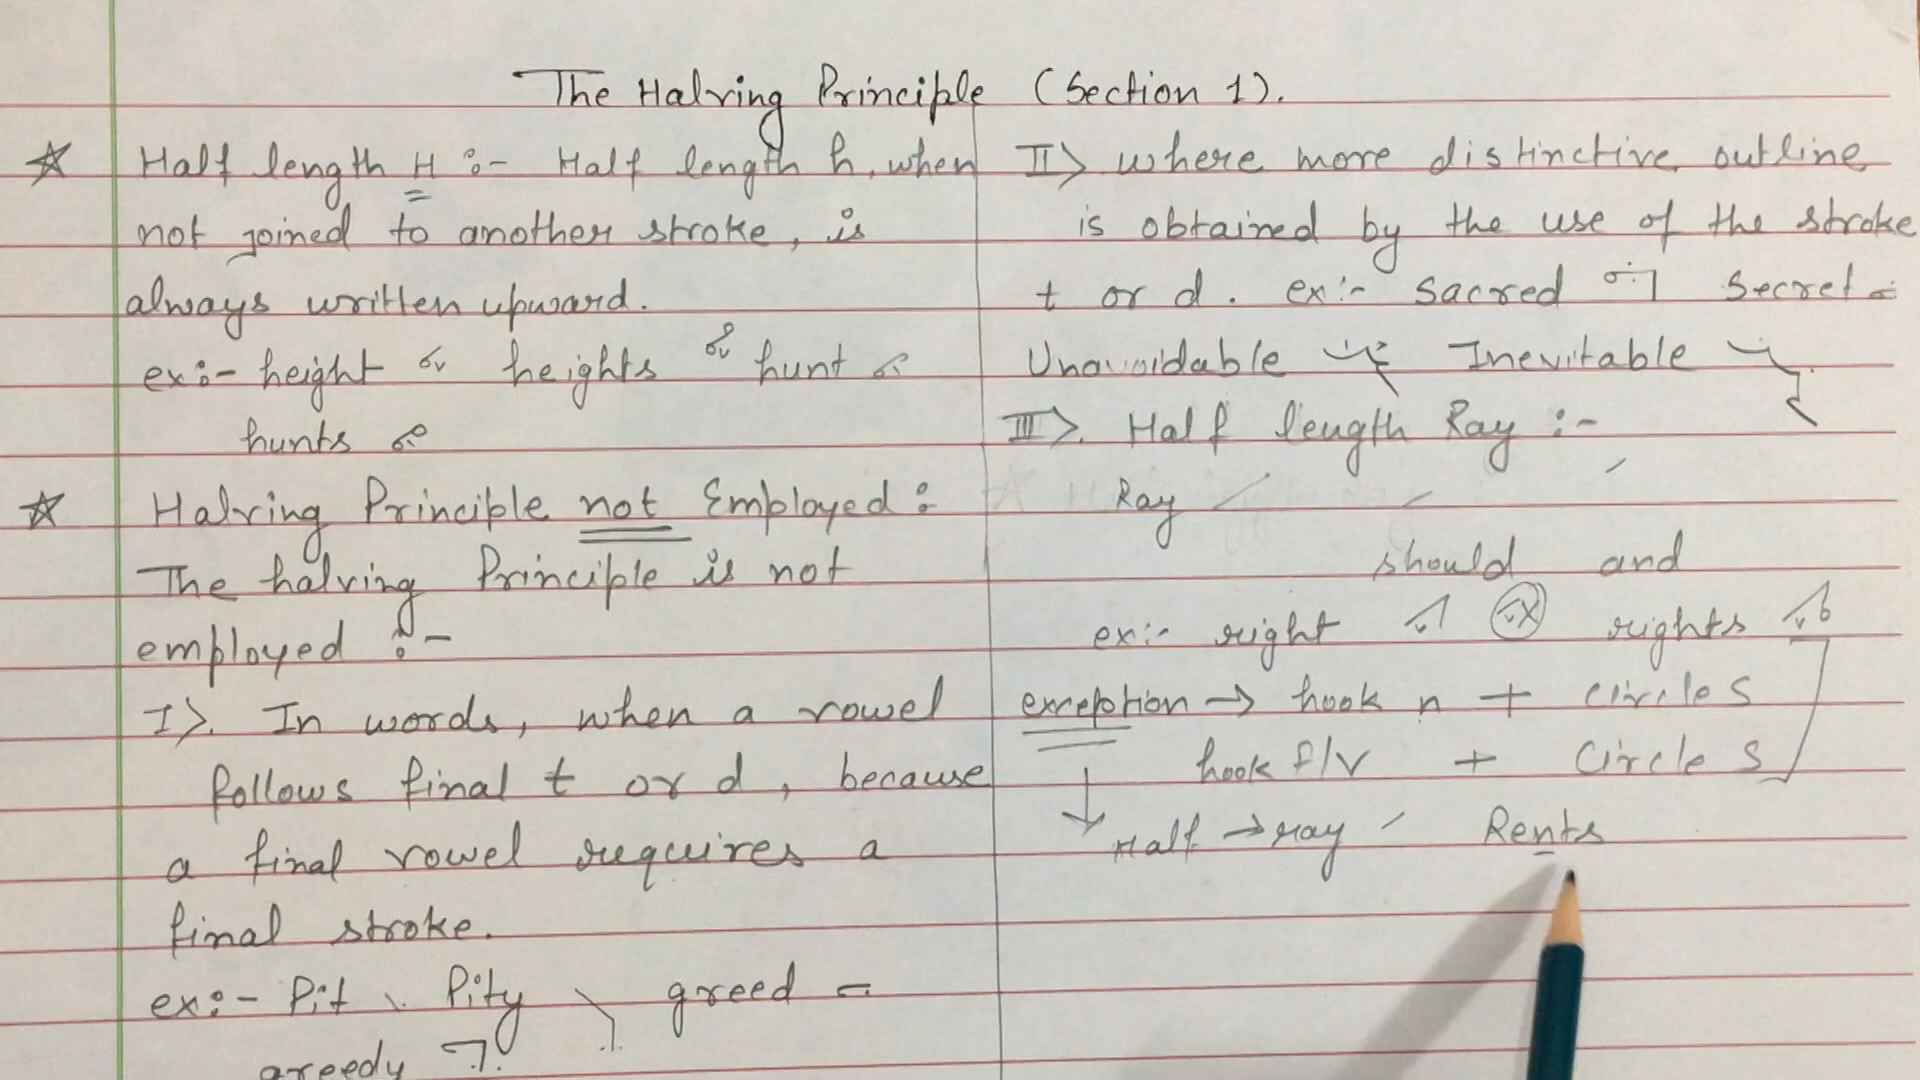 The Halving Principle (Section 1).
Half length H :- Half length h, when
not joined to another stroke, is
always written upward.
ex:- height heights hunt
hunts
Halving Principle not Employed :
The halving Principle is not
employed :-
I>. In words, when a vowel
follows final t or d, because
a final vowel requires a
final stroke.
ex:- Pit Pity greed
greedy
II> where more distinctive outline
is obtained by the use of the stroke
t or d. ex:- sacred secret
Unavoidable Inevitable
III>. Half length Ray :-
Ray
should and
ex:- right rights
exception → hook n + circle S
hook f/v + Circle S
Half → ray Rents